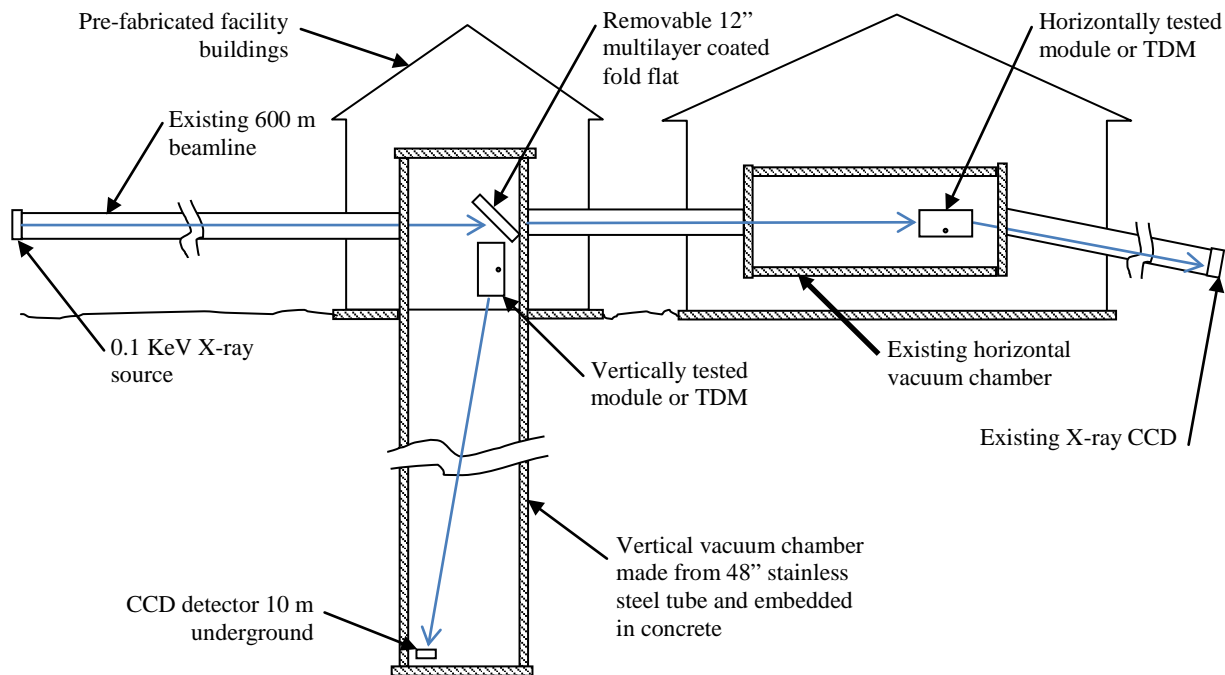 Pre-fabricated facility
buildings
Removable 12”
multilayer coated
fold flat
Horizontally tested
module or TDM
Existing 600 m
beamline
0.1 KeV X-ray
source
Vertically tested
module or TDM
Existing horizontal
vacuum chamber
Existing X-ray CCD
Vertical vacuum chamber
made from 48” stainless
steel tube and embedded
in concrete
CCD detector 10 m
underground